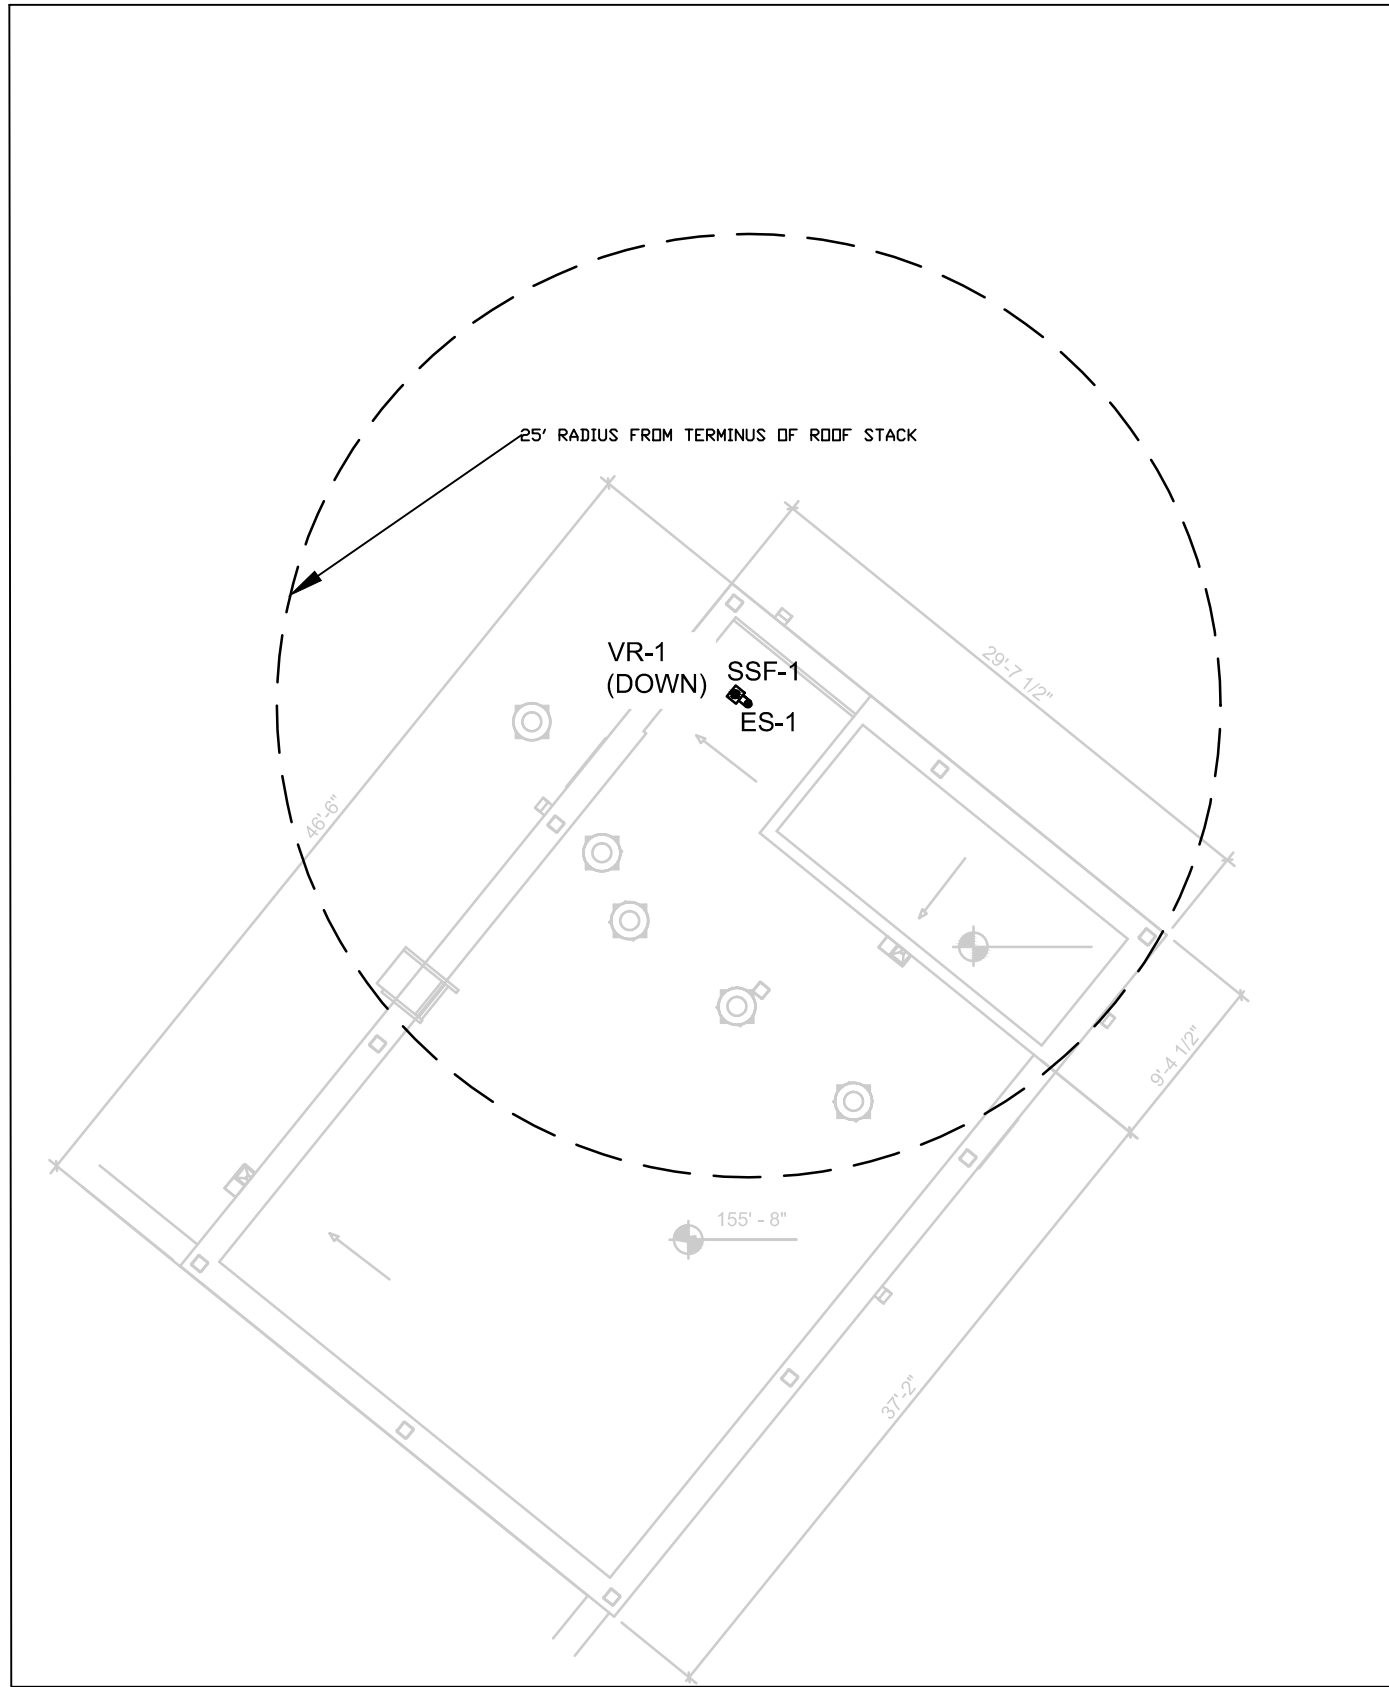 25' RADIUS FROM TERMINUS OF ROOF STACK
29'-7 1/2"
VR-1
(DOWN)
SSF-1
ES-1
46'-6"
9'-4 1/2"
155' - 8"
37'-2"